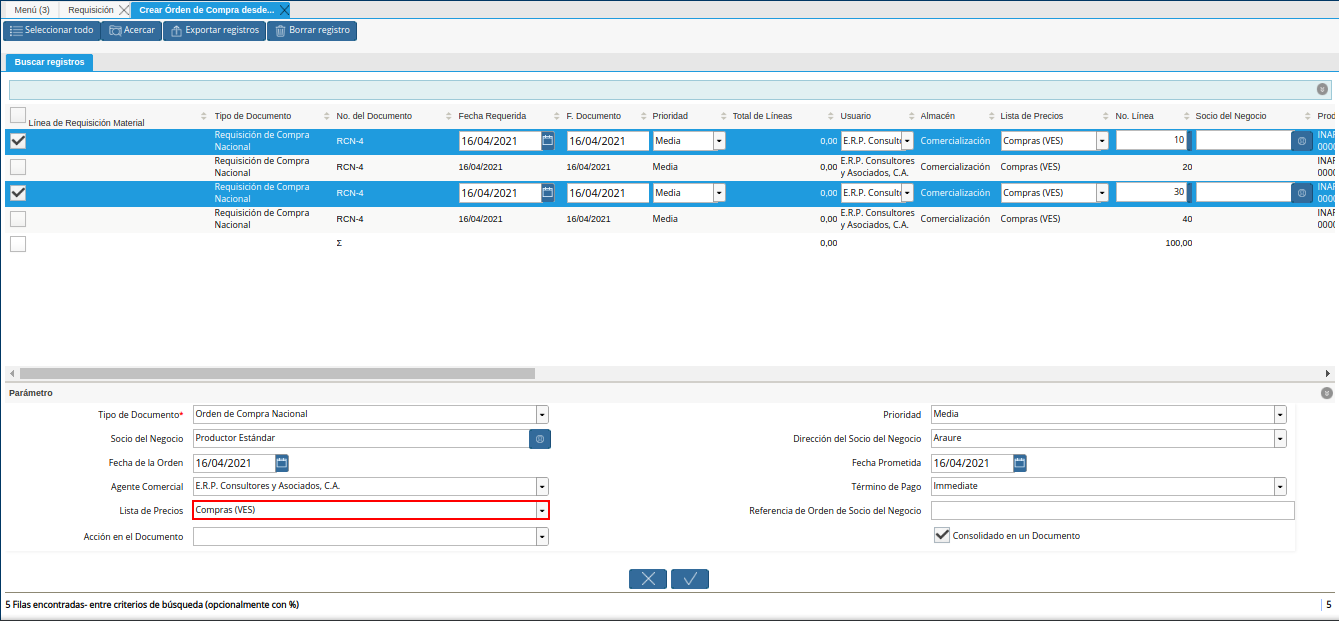 Menú (3) Requisición Crear Órden de Compra desde...
Seleccionar todo Acercar Exportar registros Borrar registro
Buscar registros
Línea de Requisición Material Tipo de Documento No. del Documento Fecha Requerida F. Documento Prioridad Total de Líneas Usuario Almacén Lista de Precios No. Línea Socio del Negocio Prod
Requisición de Compra Nacional RCN-4 16/04/2021 16/04/2021 Media 0,00 E.R.P. Consult Comercialización Compras (VES) 10 INAF 0000
Requisición de Compra Nacional RCN-4 16/04/2021 16/04/2021 Media 0,00 E.R.P. Consultores y Asociados, C.A. Comercialización Compras (VES) 20 INAF 0000
Requisición de Compra Nacional RCN-4 16/04/2021 16/04/2021 Media 0,00 E.R.P. Consult Comercialización Compras (VES) 30 INAF 0000
Requisición de Compra Nacional RCN-4 16/04/2021 16/04/2021 Media 0,00 E.R.P. Consultores y Asociados, C.A. Comercialización Compras (VES) 40 INAF 0000
Σ 0,00 100,00
Parámetro
Tipo de Documento* Orden de Compra Nacional Prioridad Media
Socio del Negocio Productor Estándar Dirección del Socio del Negocio Araure
Fecha de la Orden 16/04/2021 Fecha Prometida 16/04/2021
Agente Comercial E.R.P. Consultores y Asociados, C.A. Término de Pago Immediate
Lista de Precios Compras (VES) Referencia de Orden de Socio del Negocio
Acción en el Documento Consolidado en un Documento
5 Filas encontradas- entre criterios de búsqueda (opcionalmente con %) 5